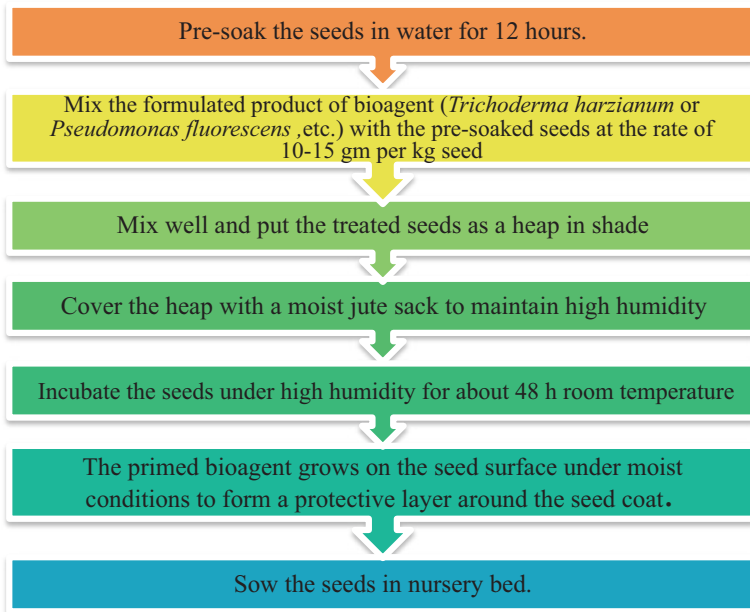 Pre-soak the seeds in water for 12 hours.
Mix the formulated product of bioagent (Trichoderma harzianum or
Pseudomonas fluorescens ,etc.) with the pre-soaked seeds at the rate of
10-15 gm per kg seed
Mix well and put the treated seeds as a heap in shade
Cover the heap with a moist jute sack to maintain high humidity
Incubate the seeds under high humidity for about 48 h room temperature
The primed bioagent grows on the seed surface under moist
conditions to form a protective layer around the seed coat.
Sow the seeds in nursery bed.